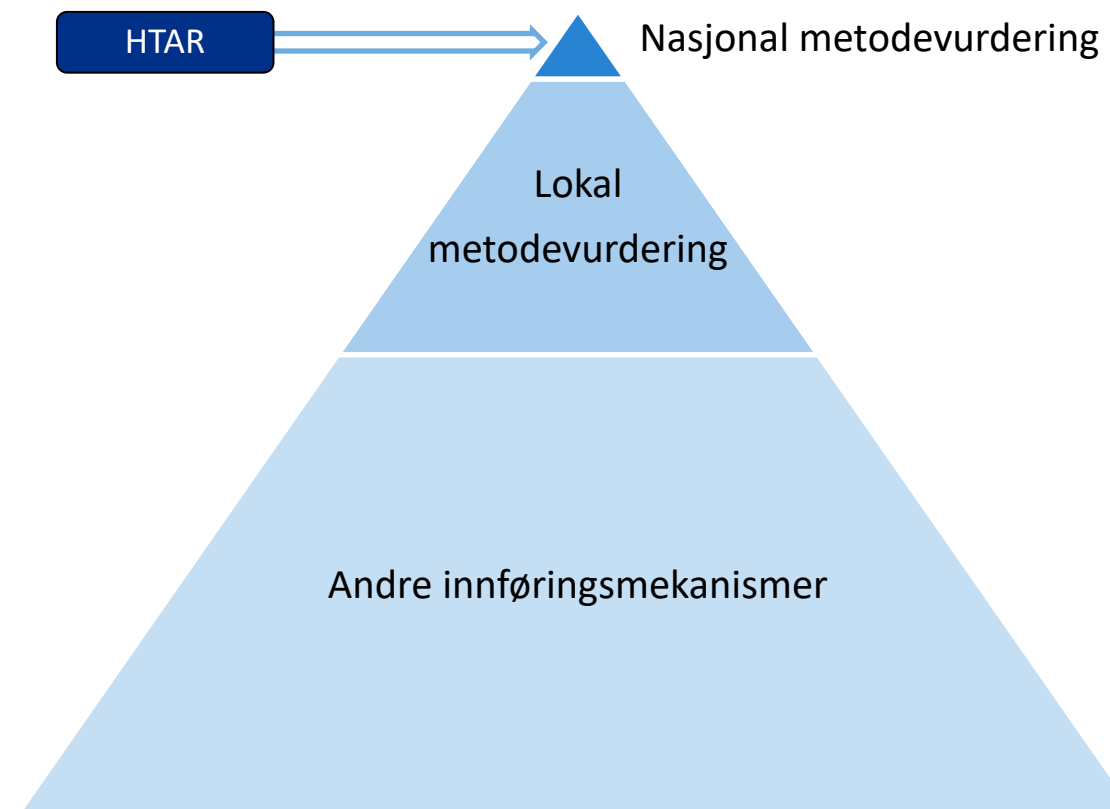 HTAR
Nasjonal metodevurdering
Lokal
metodevurdering
Andre innføringsmekanismer